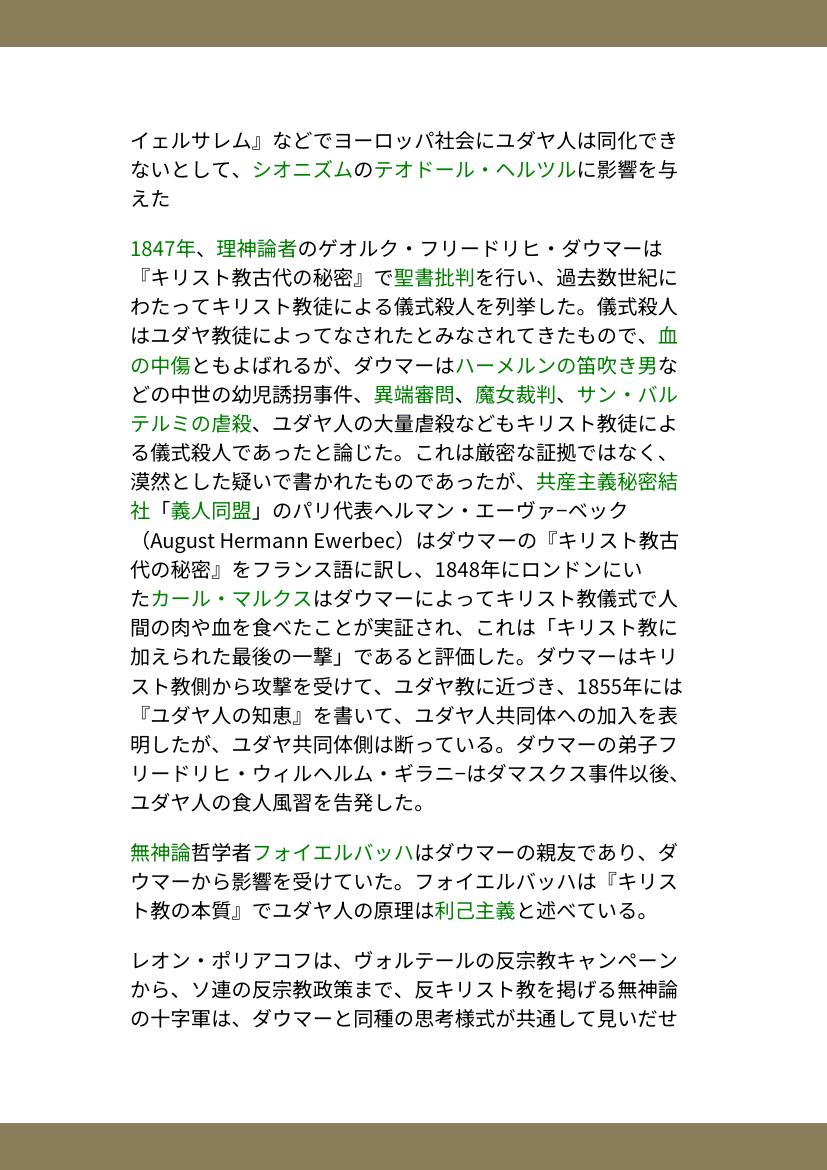 イェルサレム』などでヨーロッパ社会にユダヤ人は同化でき
ないとして、シオニズムのテオドール・ヘルツルに影響を与
えた
1847年、理神論者のゲオルク・フリードリヒ・ダウマーは
『キリスト教古代の秘密』で聖書批判を行い、過去数世紀に
わたってキリスト教徒による儀式殺人を列挙した。儀式殺人
はユダヤ教徒によってなされたとみなされてきたもので、血
の中傷ともよばれるが、ダウマーはハーメルンの笛吹き男な
どの中世の幼児誘拐事件、異端審問、魔女裁判、サン・バル
テルミの虐殺、ユダヤ人の大量虐殺などもキリスト教徒によ
る儀式殺人であったと論じた。これは厳密な証拠ではなく、
漠然とした疑いで書かれたものであったが、共産主義秘密結
社「義人同盟」のパリ代表ヘルマン・エーヴァ−ベック
（August Hermann Ewerbec）はダウマーの『キリスト教古
代の秘密』をフランス語に訳し、1848年にロンドンにい
たカール・マルクスはダウマーによってキリスト教儀式で人
間の肉や血を食べたことが実証され、これは「キリスト教に
加えられた最後の一撃」であると評価した。ダウマーはキリ
スト教側から攻撃を受けて、ユダヤ教に近づき、1855年には
『ユダヤ人の知恵』を書いて、ユダヤ人共同体への加入を表
明したが、ユダヤ共同体側は断っている。ダウマーの弟子フ
リードリヒ・ウィルヘルム・ギラニ−はダマスクス事件以後、
ユダヤ人の食人風習を告発した。
無神論哲学者フォイエルバッハはダウマーの親友であり、ダ
ウマーから影響を受けていた。フォイエルバッハは『キリス
ト教の本質』でユダヤ人の原理は利己主義と述べている。
レオン・ポリアコフは、ヴォルテールの反宗教キャンペーン
から、ソ連の反宗教政策まで、反キリスト教を掲げる無神論
の十字軍は、ダウマーと同種の思考様式が共通して見いだせ